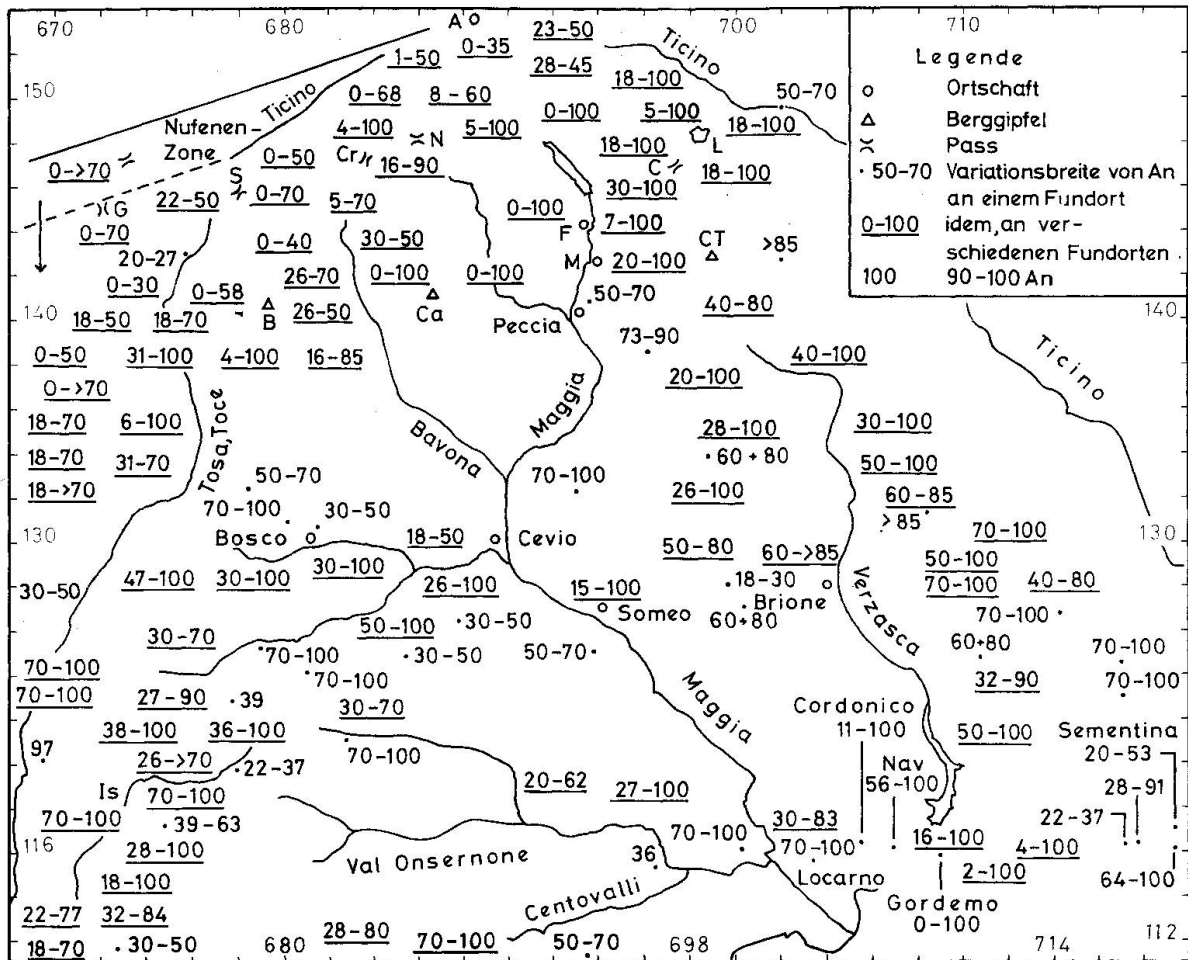 670 680 A 23-50 700 710
0-35 Ticino
1-50 28-45 Legende
18-100 50-70 Ortschaft
150 Ticino 0-68 8-60 Berggipfel
Nufenen- 0-100 5-100 Pass
Zone 4-100 N 5-100 L 18-100 50-70 Variationsbreite von An
0-50 Cr 16-90 18-100 C 18-100 an einem Fundort
0->70 S 0-70 30-100 0-100 idem, an ver-
G 22-50 5-70 0-100 7-100 schiedenen Fundorten
0-70 0-40 30-50 F CT >85 100 90-100 An
20-27 26-70 0-100 0-100 M 20-100
0-30 0-58 50-70 40-80
140 18-50 18-70 B 26-50 Ca Peccia 140
73-90 Ticino
0-50 31-100 4-100 16-85 40-100
0->70 20-100
18-70 6-100 Maggia 28-100 30-100
18-70 31-70 Tosa, Toce Bavona 60+80 50-100
18->70 50-70 70-100 26-100 60-85
70-100 30-50 >85 70-100 130
130 Bosco 18-50 Cevio 50-80 60->85 50-100
47-100 30-100 30-100 26-100 15-100 18-30 70-100 40-80
30-50 Someo Brione Verzasca 70-100
50-100 30-50 60+80 60+80
30-70 70-100 30-50 50-70 70-100
70-100 70-100 32-90 70-100
70-100 27-90 39 30-70 Maggia Cordonico Sementina
38-100 36-100 11-100 50-100 20-53
97 26->70 22-37 70-100 Nav 28-91
Is 70-100 20-62 27-100 56-100
70-100 39-63 30-83 22-37
116 28-100 Val Onsernone 70-100 70-100 16-100 4-100
18-100 36 Locarno 2-100 64-100
22-77 32-84 Centovalli Gordemo
28-80 0-100
18-70 30-50 680 70-100 50-70 698 714 112